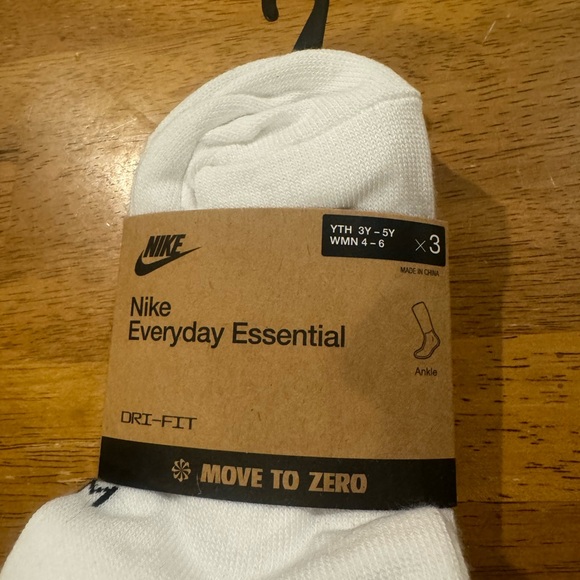 NIKE
YTH 3Y – 5Y
WMN 4 – 6
×3
MADE IN CHINA
Nike
Everyday Essential
Ankle
DRI-FIT
MOVE TO ZERO